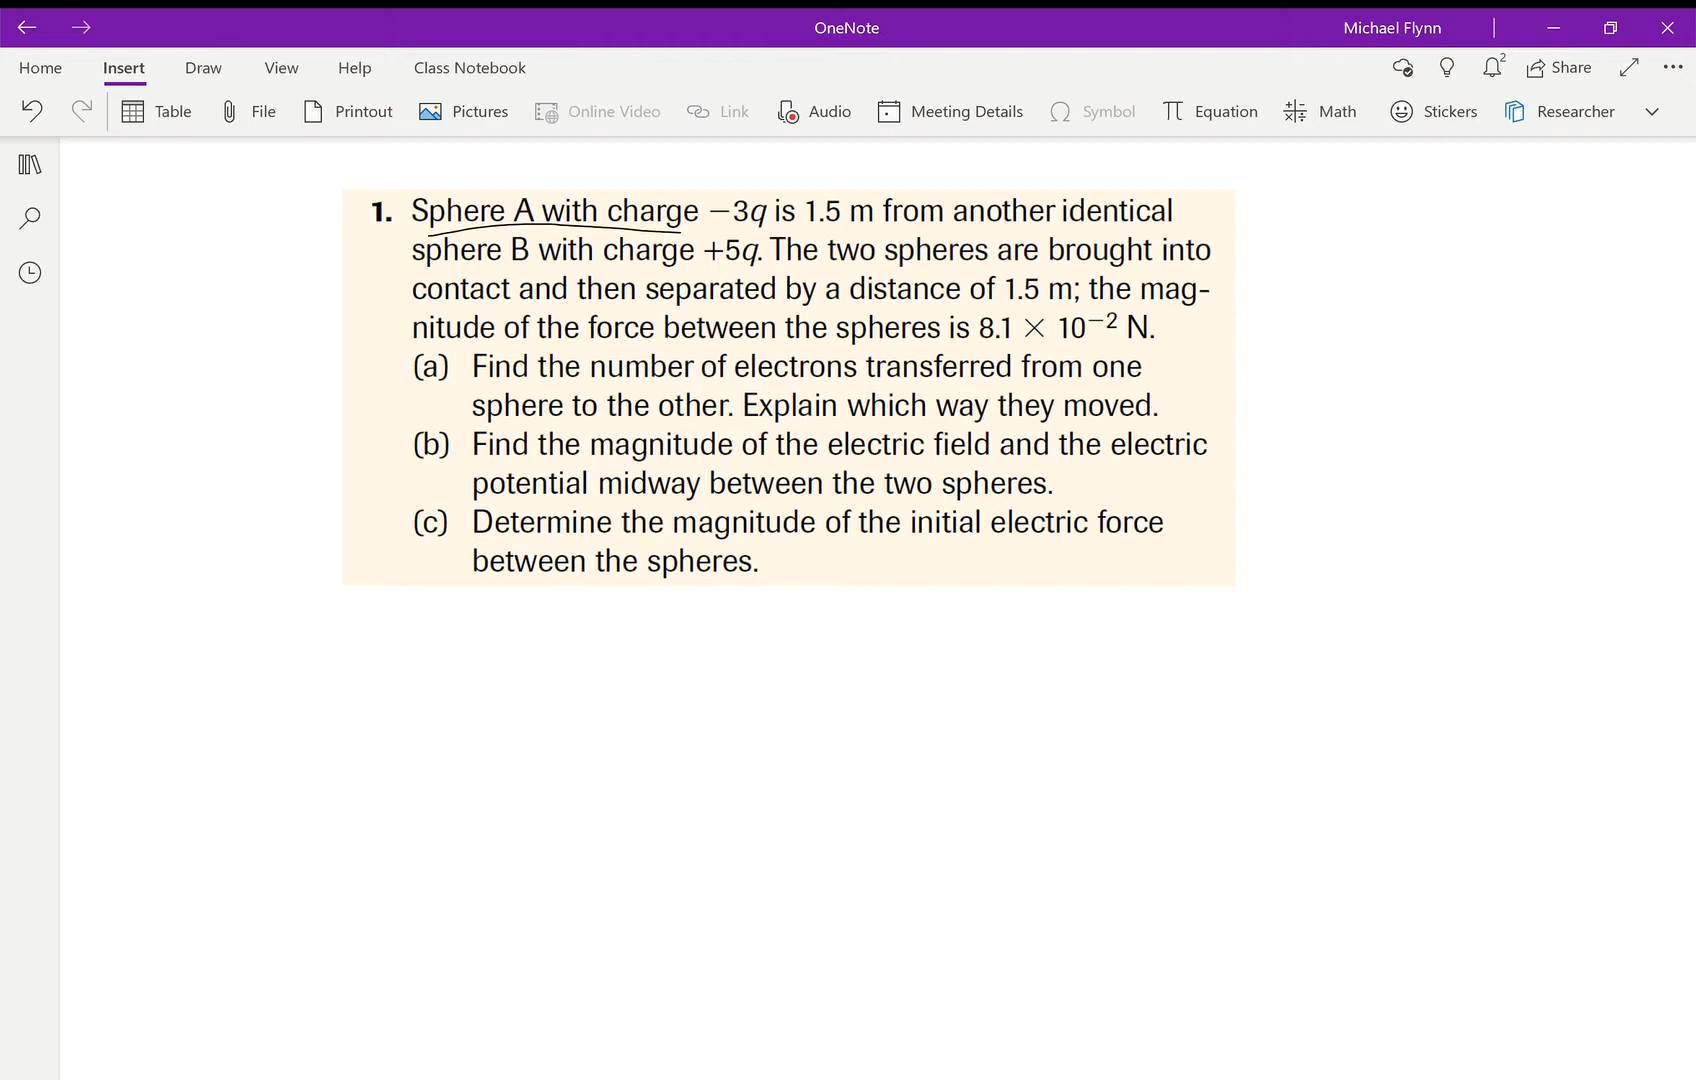 OneNote
Michael Flynn
Home Insert Draw View Help Class Notebook
2 Share
Table File Printout Pictures Online Video Link Audio Meeting Details Symbol Equation Math Stickers Researcher
1. Sphere A with charge −3q is 1.5 m from another identical
sphere B with charge +5q. The two spheres are brought into
contact and then separated by a distance of 1.5 m; the mag-
nitude of the force between the spheres is 8.1 × 10⁻² N.
(a) Find the number of electrons transferred from one
sphere to the other. Explain which way they moved.
(b) Find the magnitude of the electric field and the electric
potential midway between the two spheres.
(c) Determine the magnitude of the initial electric force
between the spheres.